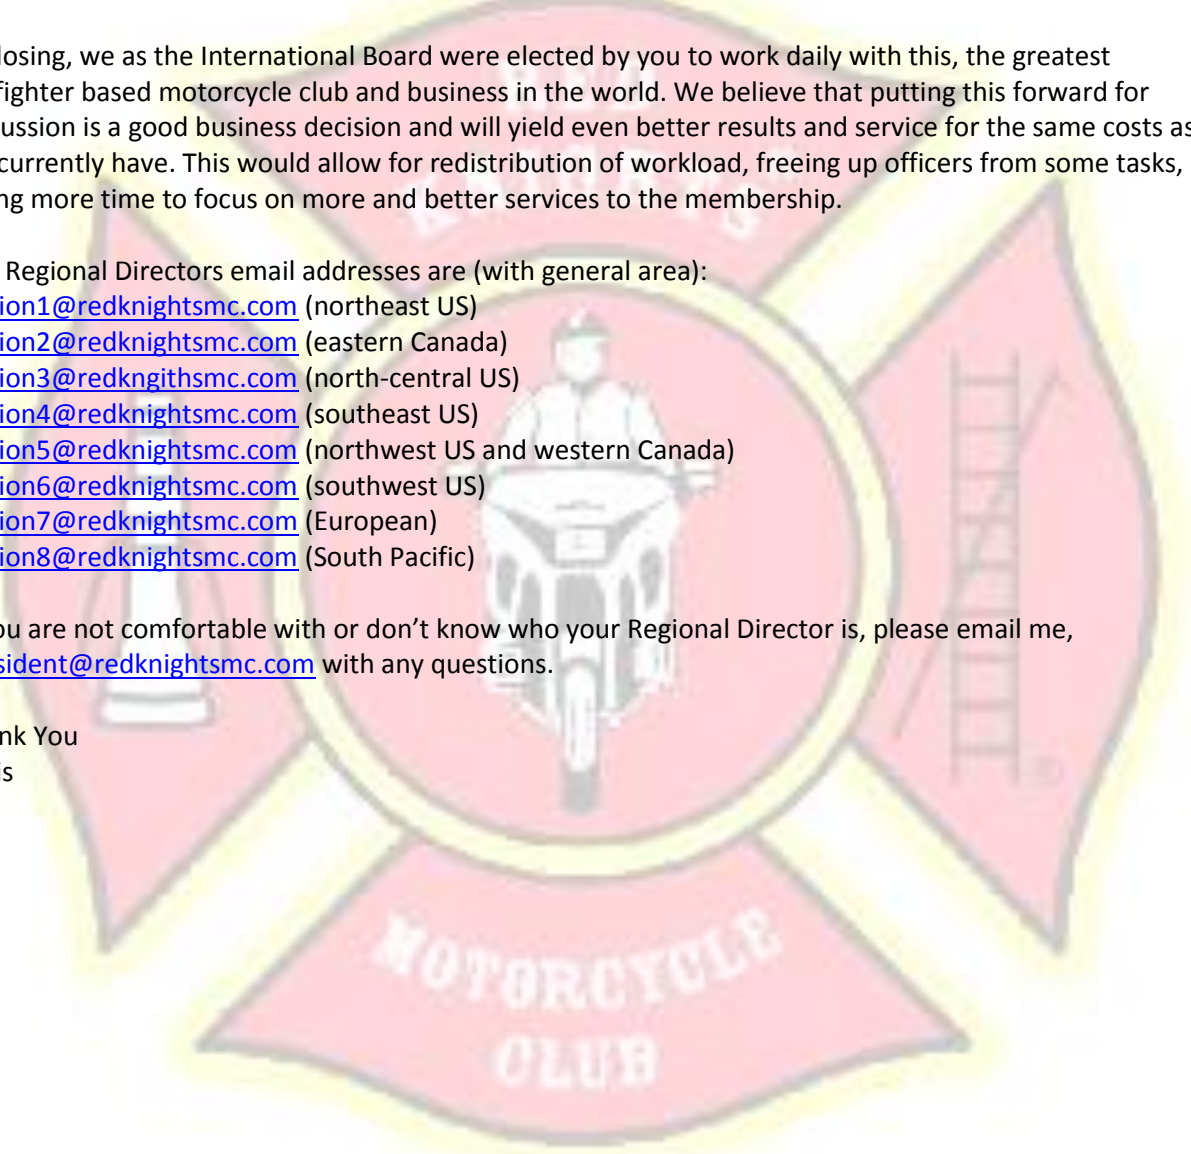 losing, we as the International Board were elected by you to work daily with this, the greatest
fighter based motorcycle club and business in the world. We believe that putting this forward for
ussion is a good business decision and will yield even better results and service for the same costs as
currently have. This would allow for redistribution of workload, freeing up officers from some tasks,
ng more time to focus on more and better services to the membership.
Regional Directors email addresses are (with general area):
ion1@redknightsmc.com (northeast US)
ion2@redknightsmc.com (eastern Canada)
ion3@redkngithsmc.com (north-central US)
ion4@redknightsmc.com (southeast US)
ion5@redknightsmc.com (northwest US and western Canada)
ion6@redknightsmc.com (southwest US)
ion7@redknightsmc.com (European)
ion8@redknightsmc.com (South Pacific)
ou are not comfortable with or don’t know who your Regional Director is, please email me,
sident@redknightsmc.com with any questions.
nk You
is
RED
KNIGHTS
MOTORCYCLE
CLUB